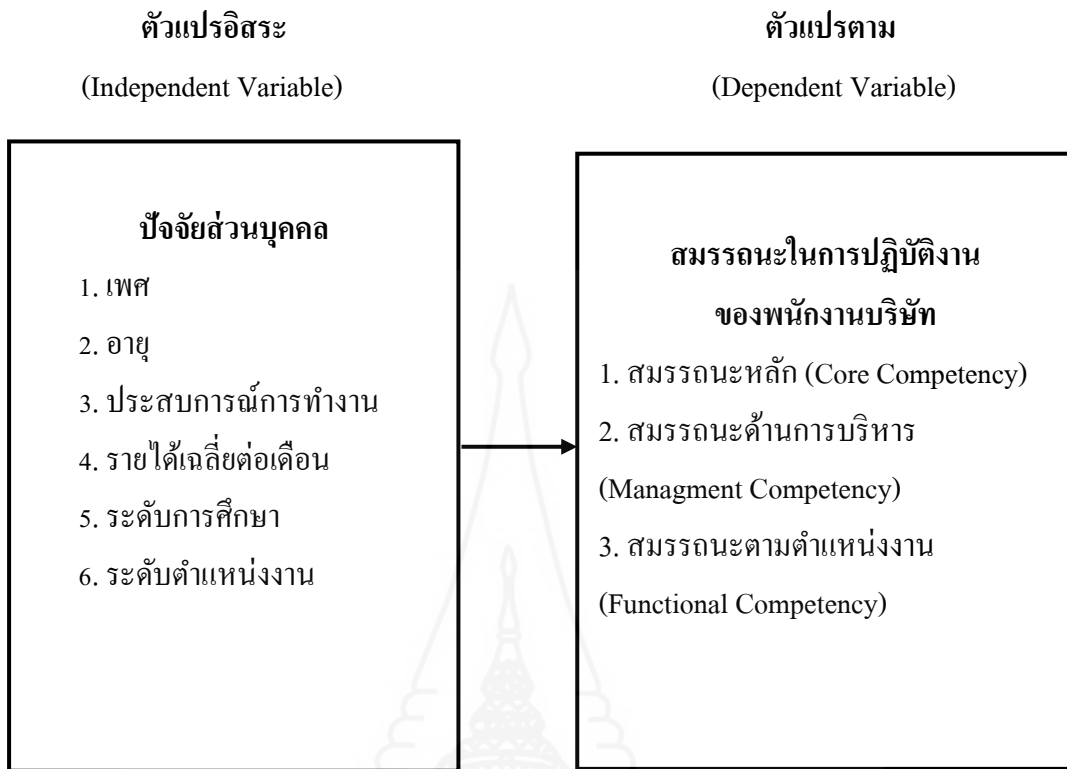 ตัวแปรอิสระ
(Independent Variable)
ปัจจัยส่วนบุคคล
1. เพศ
2. อายุ
3. ประสบการณ์การทำงาน
4. รายได้เฉลี่ยต่อเดือน
5. ระดับการศึกษา
6. ระดับตำแหน่งงาน
ตัวแปรตาม
(Dependent Variable)
สมรรถนะในการปฏิบัติงาน
ของพนักงานบริษัท
1. สมรรถนะหลัก (Core Competency)
2. สมรรถนะด้านการบริหาร
(Managment Competency)
3. สมรรถนะตามตำแหน่งงาน
(Functional Competency)